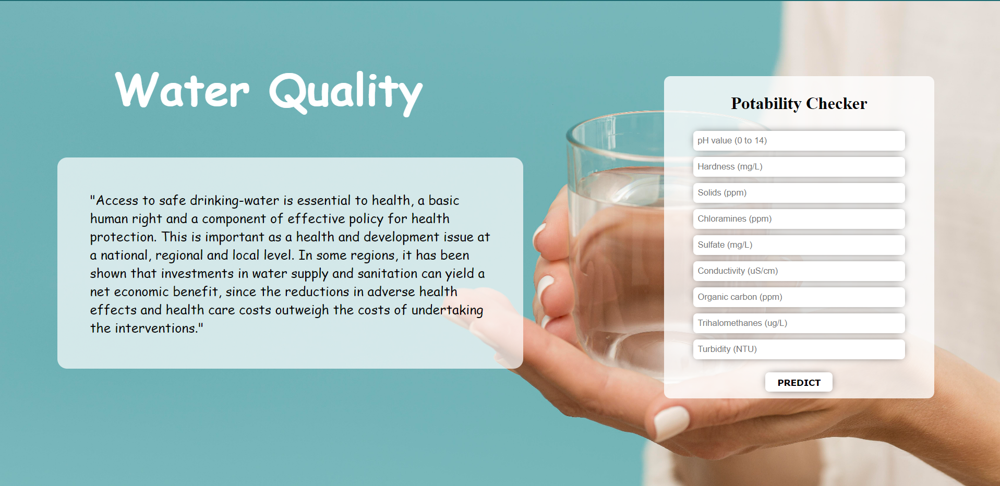 Water Quality
"Access to safe drinking-water is essential to health, a basic
human right and a component of effective policy for health
protection. This is important as a health and development issue at
a national, regional and local level. In some regions, it has been
shown that investments in water supply and sanitation can yield a
net economic benefit, since the reductions in adverse health
effects and health care costs outweigh the costs of undertaking
the interventions."
Potability Checker
pH value (0 to 14)
Hardness (mg/L)
Solids (ppm)
Chloramines (ppm)
Sulfate (mg/L)
Conductivity (uS/cm)
Organic carbon (ppm)
Trihalomethanes (ug/L)
Turbidity (NTU)
PREDICT